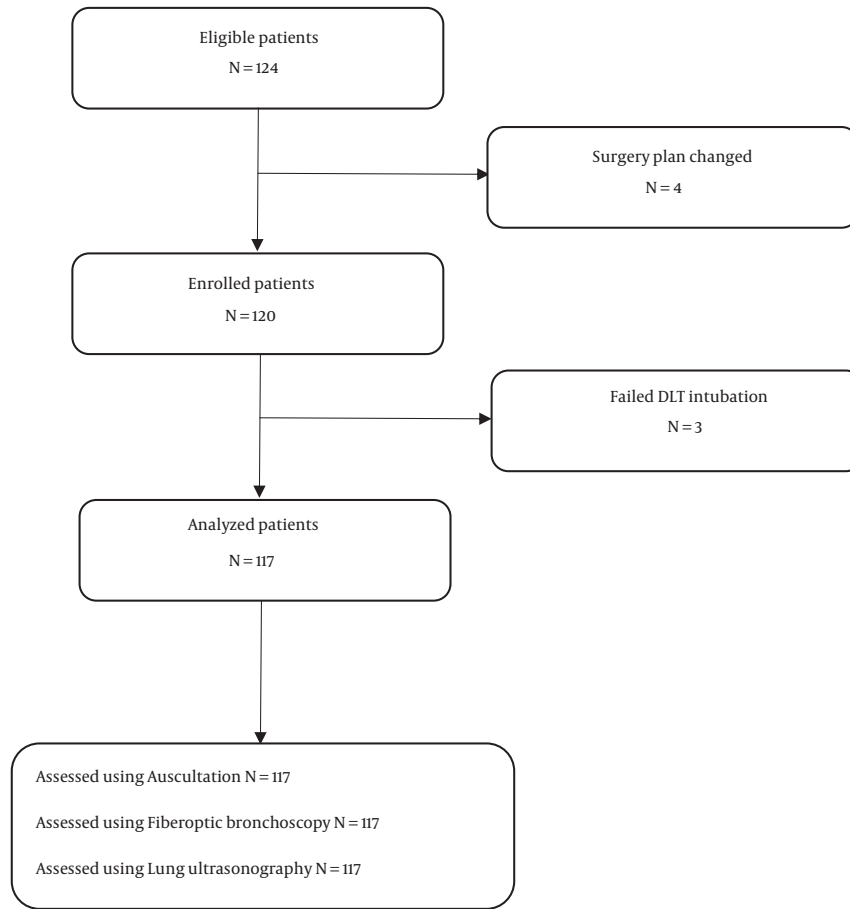 Eligible patients
N = 124
Surgery plan changed
N = 4
Enrolled patients
N = 120
Failed DLT intubation
N = 3
Analyzed patients
N = 117
Assessed using Auscultation N = 117
Assessed using Fiberoptic bronchoscopy N = 117
Assessed using Lung ultrasonography N = 117